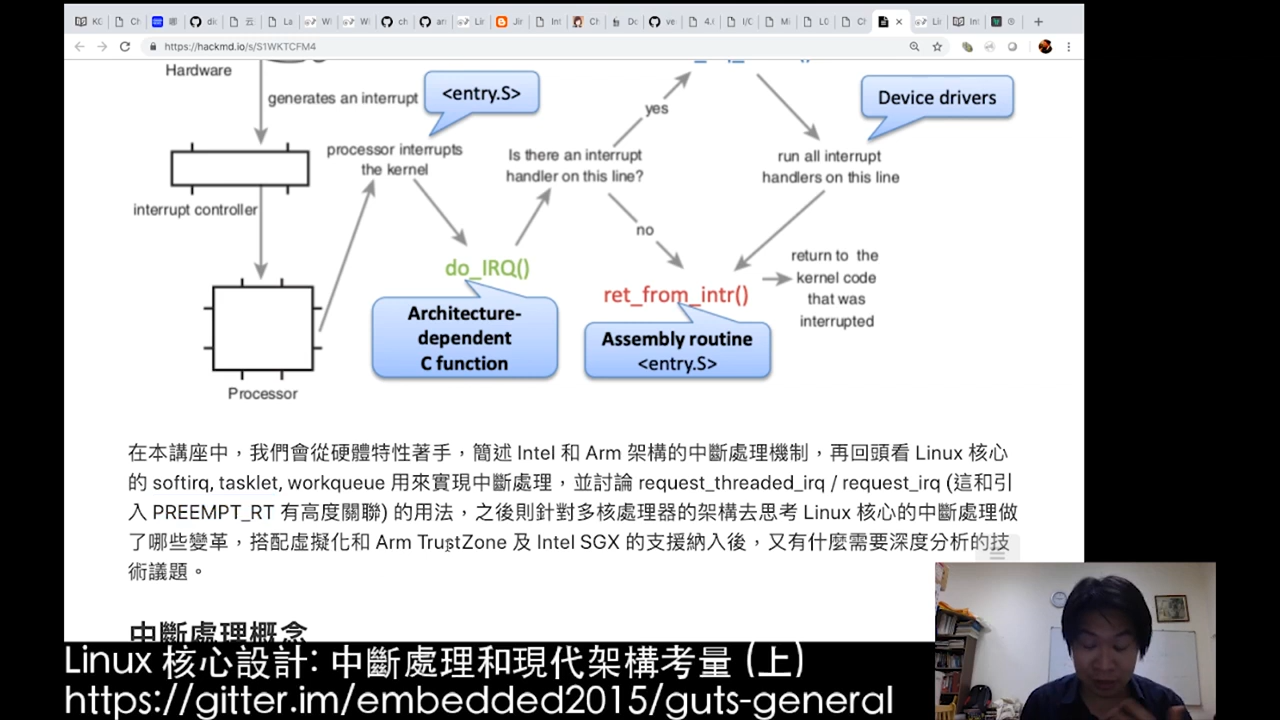 https://hackmd.io/s/S1WKTCFM4
Hardware
generates an interrupt
<entry.S>
Device drivers
yes
processor interrupts
the kernel
Is there an interrupt
handler on this line?
run all interrupt
handlers on this line
interrupt controller
no
do_IRQ()
ret_from_intr()
return to the
kernel code
that was
interrupted
Architecture-
dependent
C function
Assembly routine
<entry.S>
Processor
在本講座中，我們會從硬體特性著手，簡述 Intel 和 Arm 架構的中斷處理機制，再回頭看 Linux 核心
的 softirq, tasklet, workqueue 用來實現中斷處理，並討論 request_threaded_irq / request_irq (這和引
入 PREEMPT_RT 有高度關聯) 的用法，之後則針對多核處理器的架構去思考 Linux 核心的中斷處理做
了哪些變革，搭配虛擬化和 Arm TrustZone 及 Intel SGX 的支援納入後，又有什麼需要深度分析的技
術議題。
中斷處理概念
Linux 核心設計: 中斷處理和現代架構考量 (上)
https://gitter.im/embedded2015/guts-general